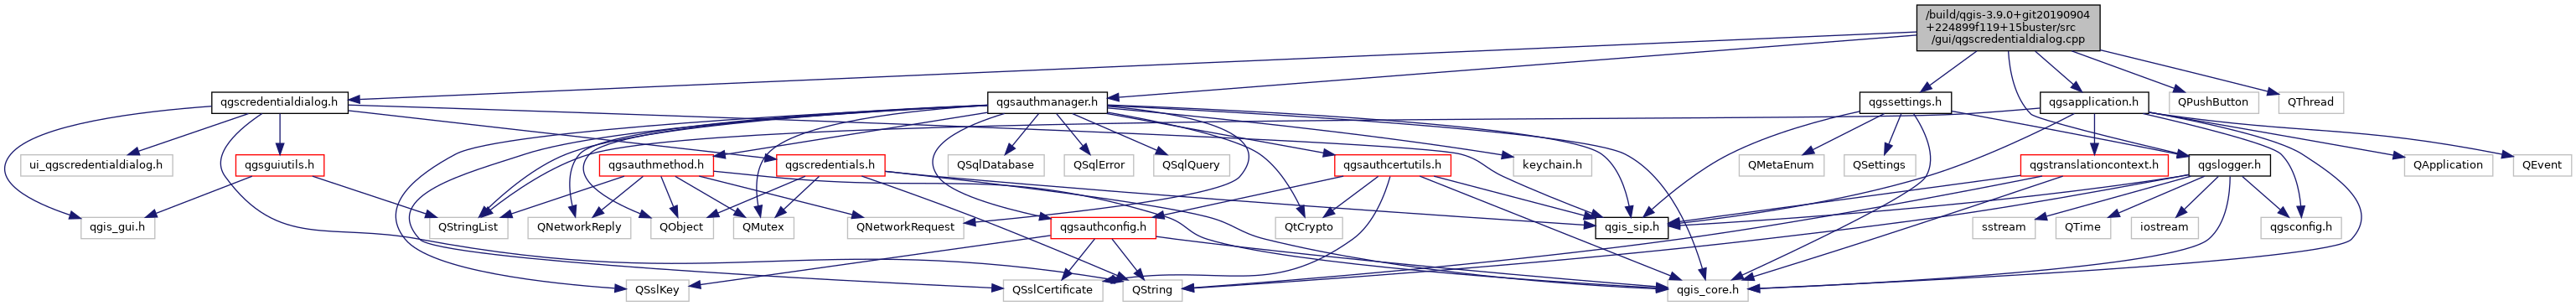 /build/qgis-3.9.0+git20190904
+224899f119+15buster/src
/gui/qgscredentialdialog.cpp
qgscredentialdialog.h
qgsauthmanager.h
qgssettings.h
qgsapplication.h
QPushButton
QThread
ui_qgscredentialdialog.h
qgsguiutils.h
qgsauthmethod.h
qgscredentials.h
QSqlDatabase
QSqlError
QSqlQuery
qgsauthcertutils.h
keychain.h
QMetaEnum
QSettings
qgstranslationcontext.h
qgslogger.h
QApplication
QEvent
qgis_gui.h
QStringList
QNetworkReply
QObject
QMutex
QNetworkRequest
qgsauthconfig.h
QtCrypto
qgis_sip.h
sstream
QTime
iostream
qgsconfig.h
QSslKey
QSslCertificate
QString
qgis_core.h